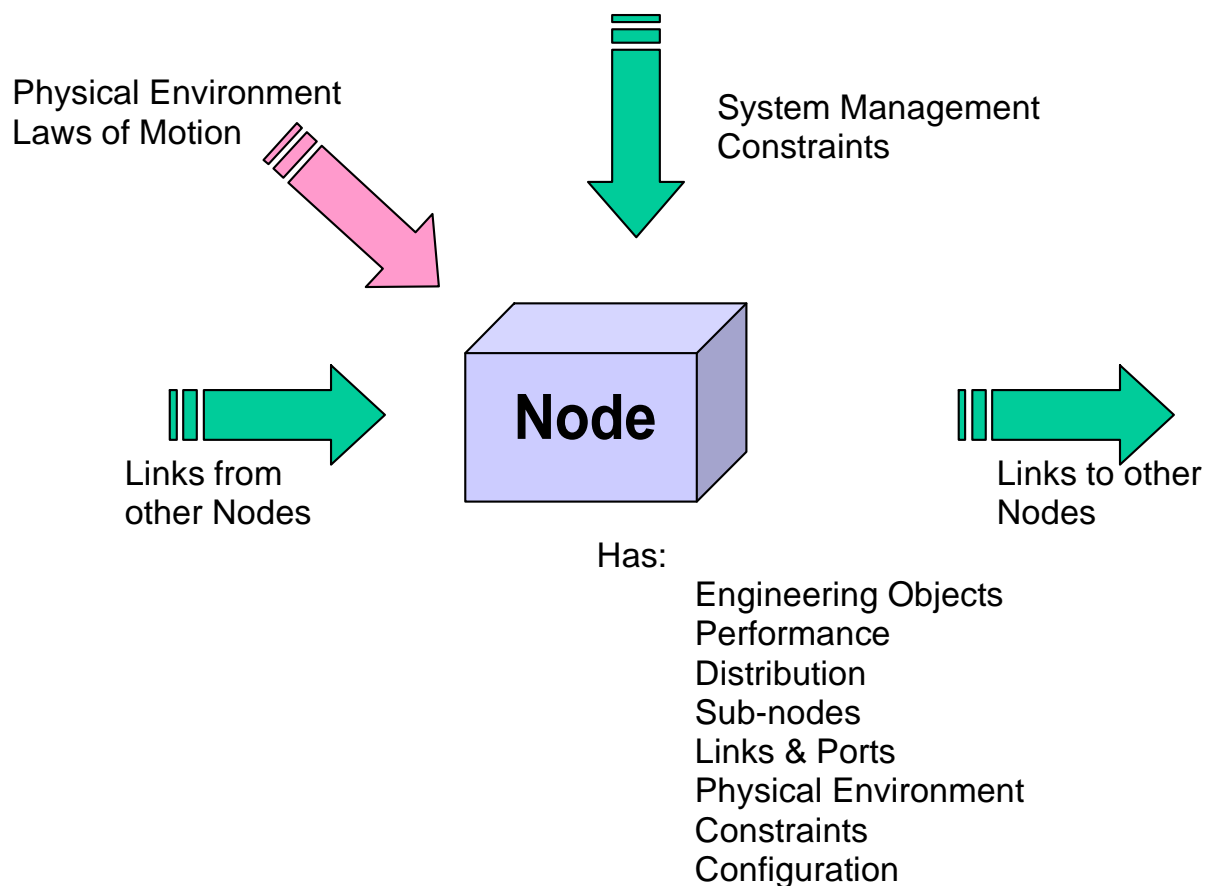 Physical Environment
Laws of Motion
System Management
Constraints
Node
Links from
other Nodes
Links to other
Nodes
Has:
Engineering Objects
Performance
Distribution
Sub-nodes
Links & Ports
Physical Environment
Constraints
Configuration